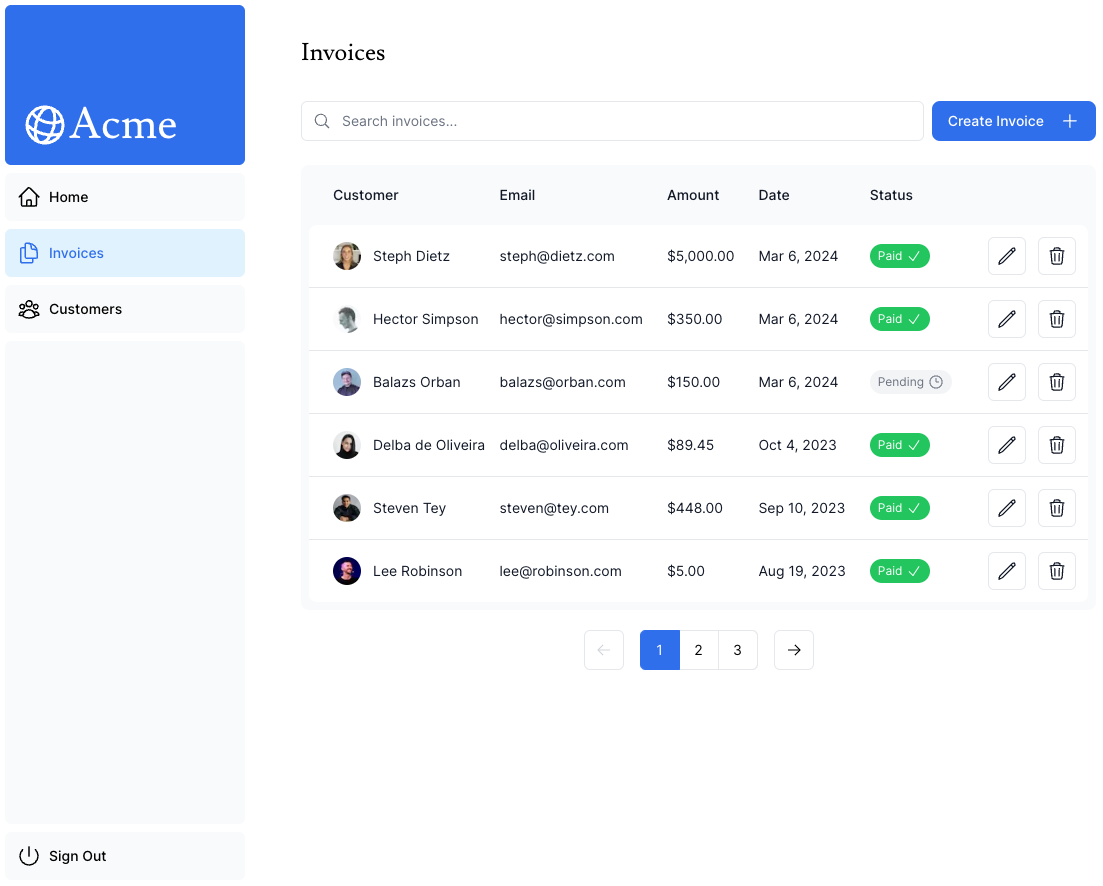 Acme
Home
Invoices
Customers
Sign Out
Invoices
Search invoices...
Create Invoice
Customer Email Amount Date Status
Steph Dietz steph@dietz.com $5,000.00 Mar 6, 2024 Paid
Hector Simpson hector@simpson.com $350.00 Mar 6, 2024 Paid
Balazs Orban balazs@orban.com $150.00 Mar 6, 2024 Pending
Delba de Oliveira delba@oliveira.com $89.45 Oct 4, 2023 Paid
Steven Tey steven@tey.com $448.00 Sep 10, 2023 Paid
Lee Robinson lee@robinson.com $5.00 Aug 19, 2023 Paid
1 2 3